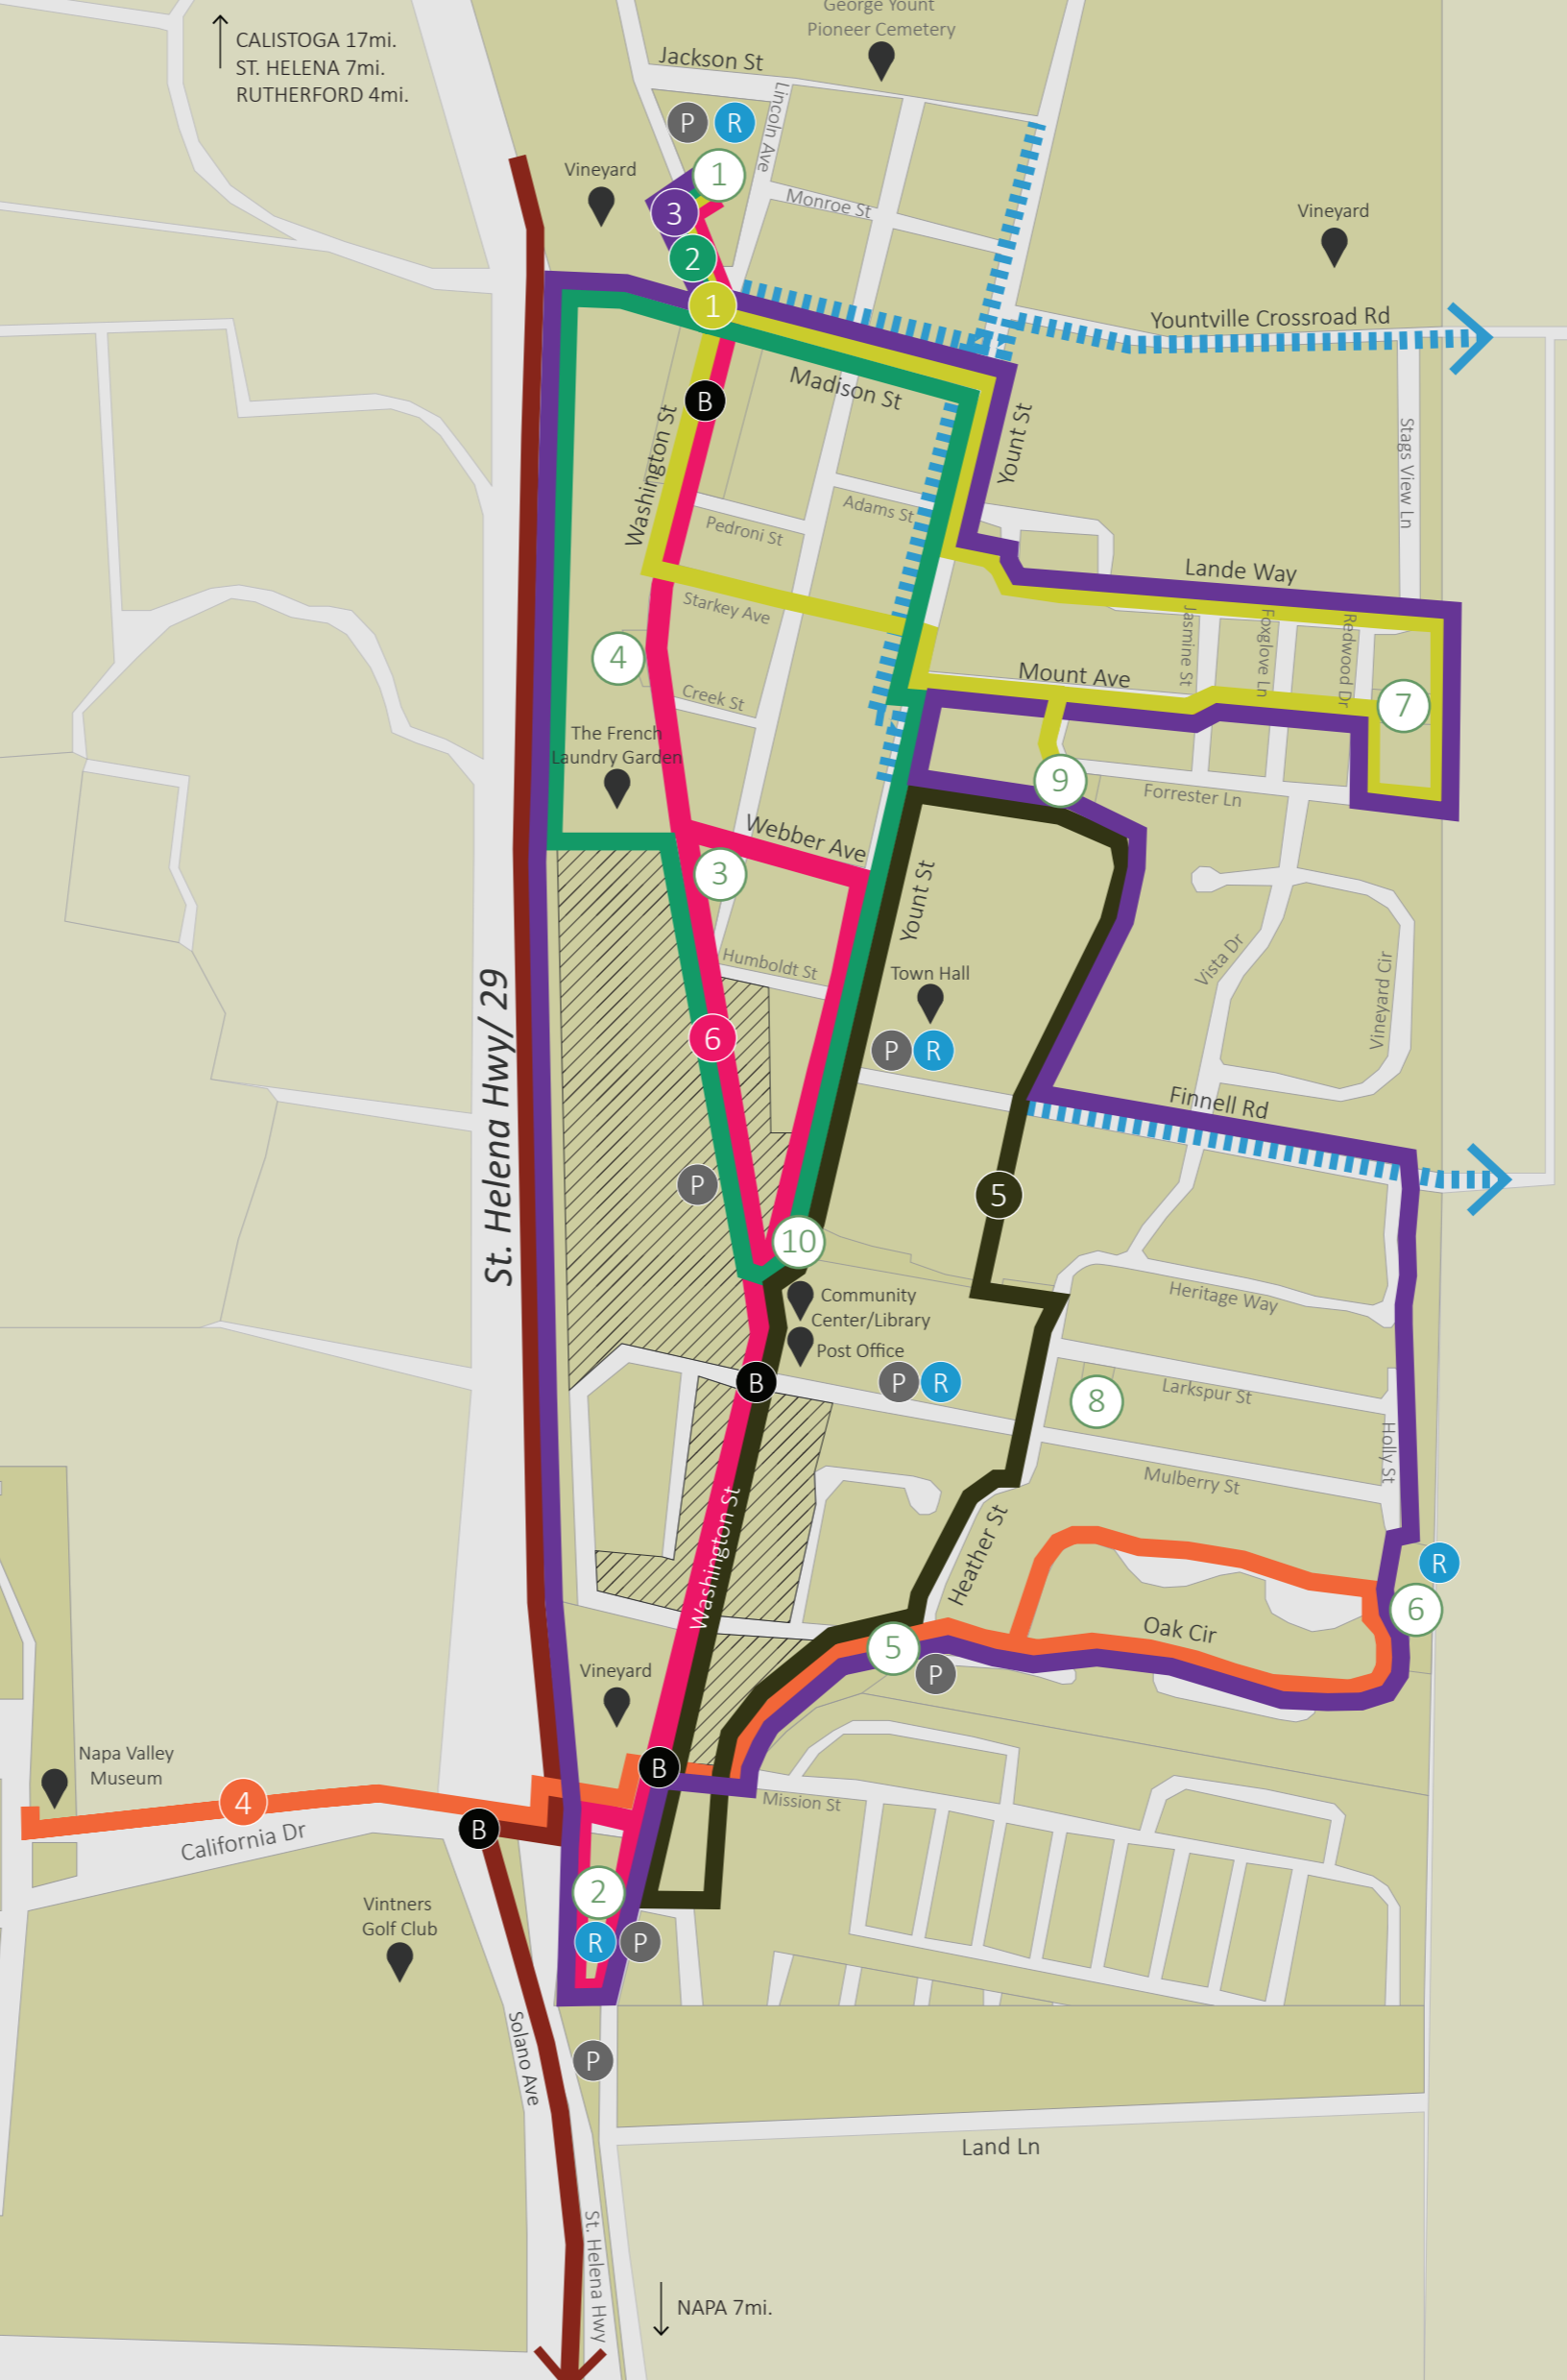 George Yount
Pioneer Cemetery
CALISTOGA 17mi.
ST. HELENA 7mi.
RUTHERFORD 4mi.
Jackson St
Lincoln Ave
P
R
1
Vineyard
3
Monroe St
Vineyard
2
1
Yountville Crossroad Rd
Madison St
B
Washington St
Yount St
Stags View Ln
Adams St
Pedroni St
Lande Way
Starkey Ave
Jasmine St
Foxglove Ln
Redwood Dr
4
Mount Ave
Creek St
7
The French
Laundry Garden
9
Forrester Ln
Webber Ave
3
Yount St
Humboldt St
Town Hall
Vista Dr
Vineyard Cir
6
P
R
St. Helena Hwy/ 29
Finnell Rd
P
5
10
Community
Center/Library
Heritage Way
Post Office
B
P
R
8
Larkspur St
Holly St
Mulberry St
Washington St
Heather St
R
6
Oak Cir
5
P
Vineyard
Napa Valley
Museum
B
4
Mission St
B
California Dr
2
Vintners
Golf Club
R
P
Solano Ave
P
Land Ln
St. Helena Hwy
NAPA 7mi.